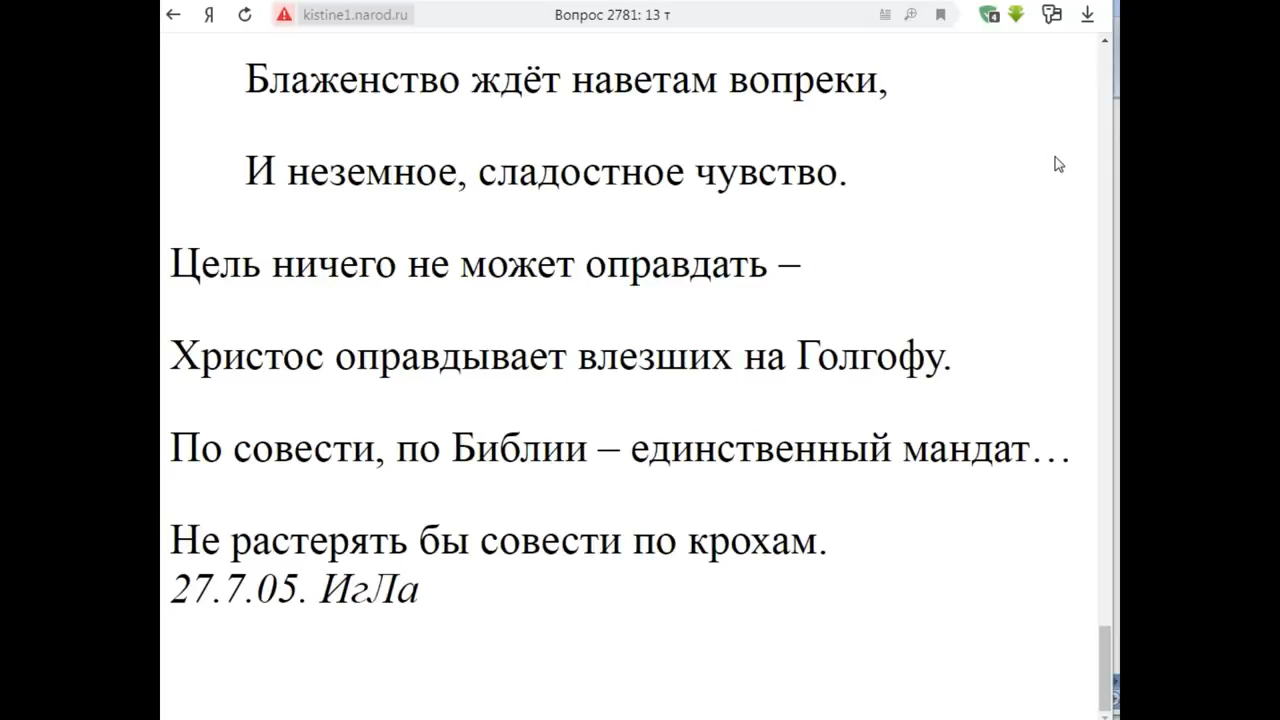 Я kistine1.narod.ru Вопрос 2781: 13 т 4
Блаженство ждёт наветам вопреки,
И неземное, сладостное чувство.
Цель ничего не может оправдать –
Христос оправдывает влезших на Голгофу.
По совести, по Библии – единственный мандат…
Не растерять бы совести по крохам.
27.7.05. ИгЛа